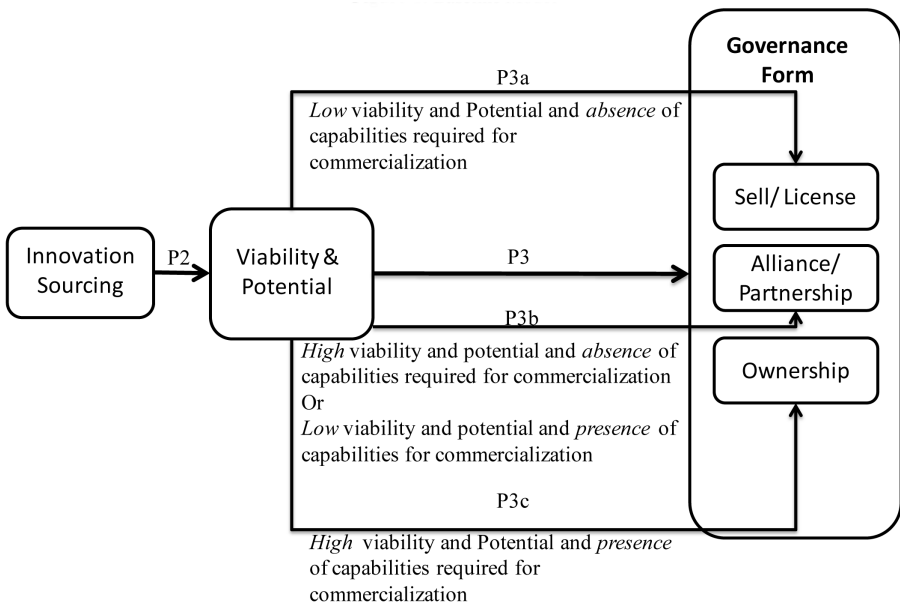 Governance
Form
P3a
Low viability and Potential and absence of
capabilities required for
commercialization
Sell/ License
Innovation
Sourcing
P2
Viability &
Potential
P3
Alliance/
Partnership
P3b
High viability and potential and absence of
capabilities required for commercialization
Or
Low viability and potential and presence of
capabilities for commercialization
Ownership
P3c
High viability and Potential and presence
of capabilities required for
commercialization